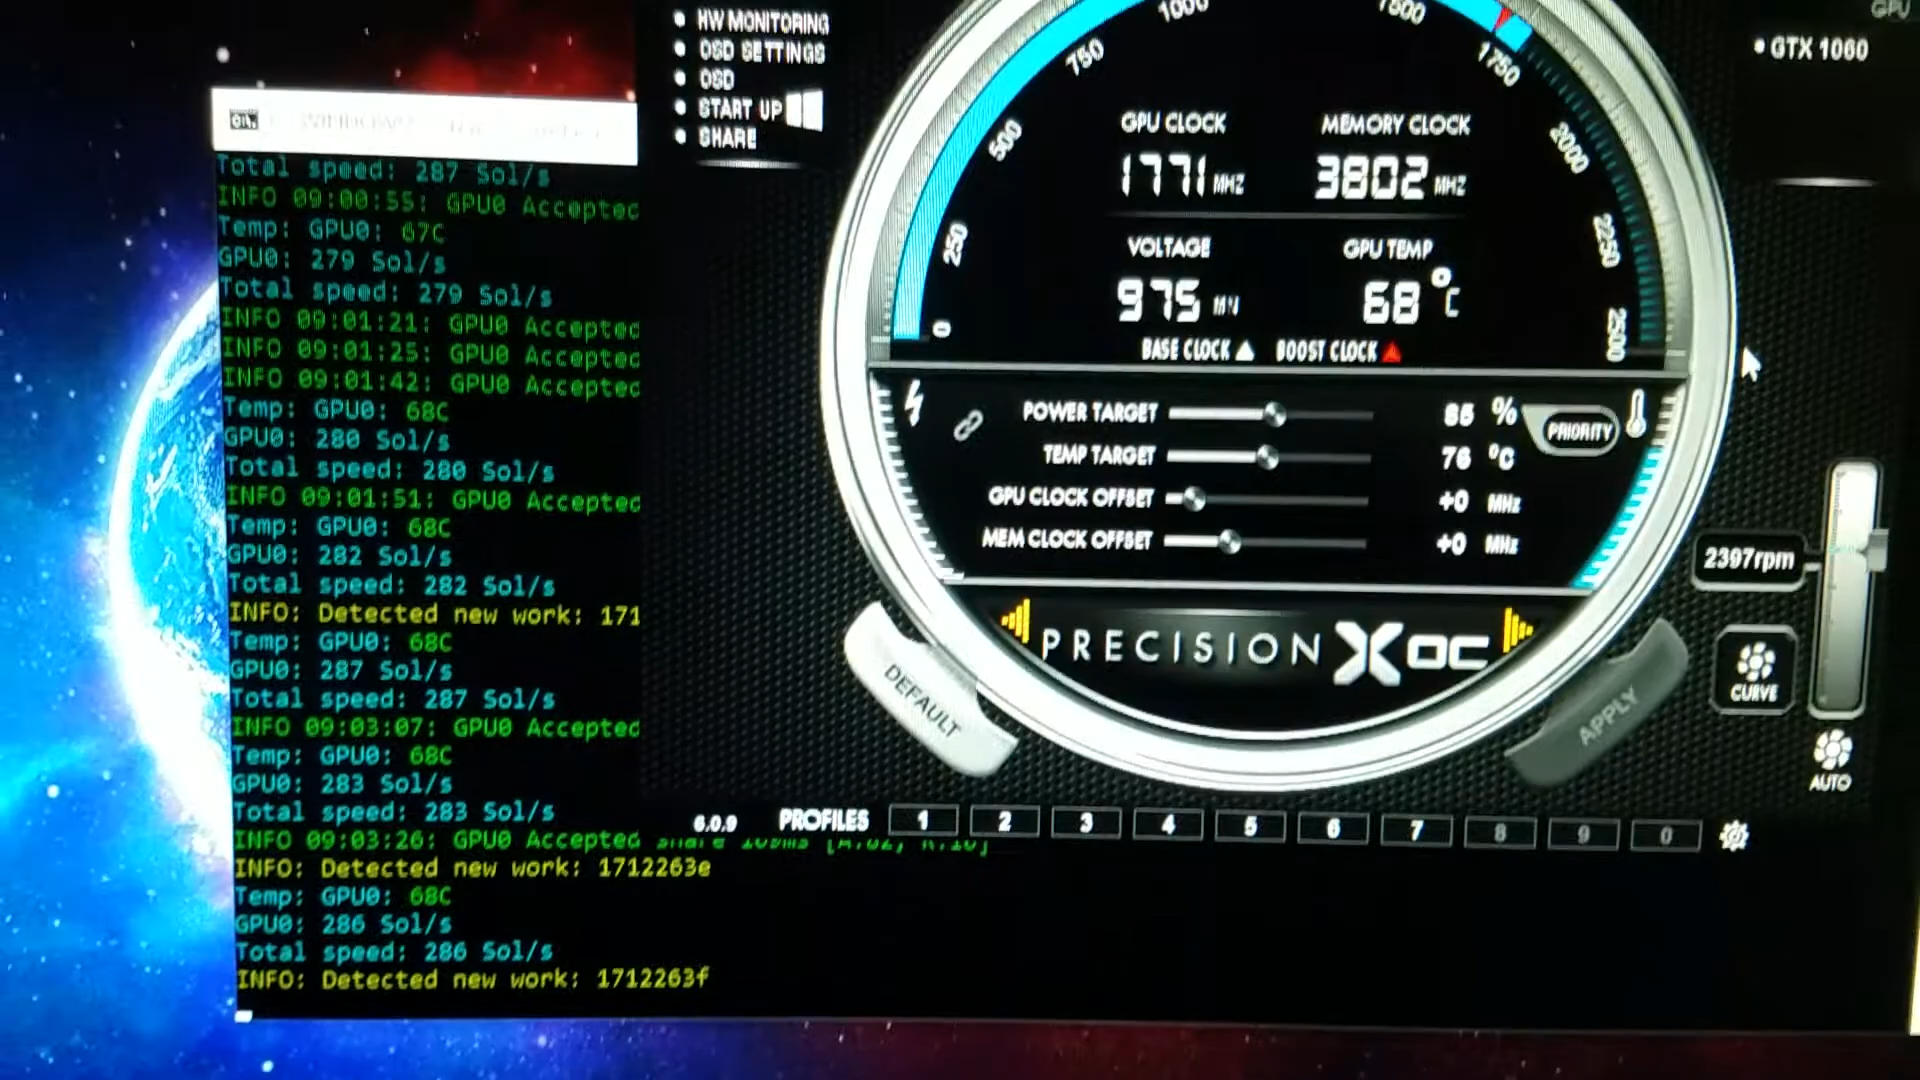 Total speed: 287 Sol/s
INFO 09:00:55: GPU0 Accepted
Temp: GPU0: 67C
GPU0: 279 Sol/s
Total speed: 279 Sol/s
INFO 09:01:21: GPU0 Accepted
INFO 09:01:25: GPU0 Accepted
INFO 09:01:42: GPU0 Accepted
Temp: GPU0: 68C
GPU0: 280 Sol/s
Total speed: 280 Sol/s
INFO 09:01:51: GPU0 Accepted
Temp: GPU0: 68C
GPU0: 282 Sol/s
Total speed: 282 Sol/s
INFO: Detected new work: 171
Temp: GPU0: 68C
GPU0: 287 Sol/s
Total speed: 287 Sol/s
INFO 09:03:07: GPU0 Accepted
Temp: GPU0: 68C
GPU0: 283 Sol/s
Total speed: 283 Sol/s
INFO 09:03:26: GPU0 Accepted
INFO: Detected new work: 1712263e
Temp: GPU0: 68C
GPU0: 286 Sol/s
Total speed: 286 Sol/s
INFO: Detected new work: 1712263f
HW MONITORING
OSD SETTINGS
OSD
START UP
SHARE
0
250
500
750
1000
1500
1750
2000
2250
2500
GPU CLOCK
1771 MHZ
MEMORY CLOCK
3802 MHZ
VOLTAGE
975 MV
GPU TEMP
68 °C
BASE CLOCK BOOST CLOCK
POWER TARGET 85 %
TEMP TARGET 76 °C
PRIORITY
GPU CLOCK OFFSET +0 MHz
MEM CLOCK OFFSET +0 MHz
PRECISION X OC
DEFAULT
APPLY
6.0.9 PROFILES 1 2 3 4 5 6 7 8 9 0
GPU
GTX 1060
2397rpm
CURVE
AUTO